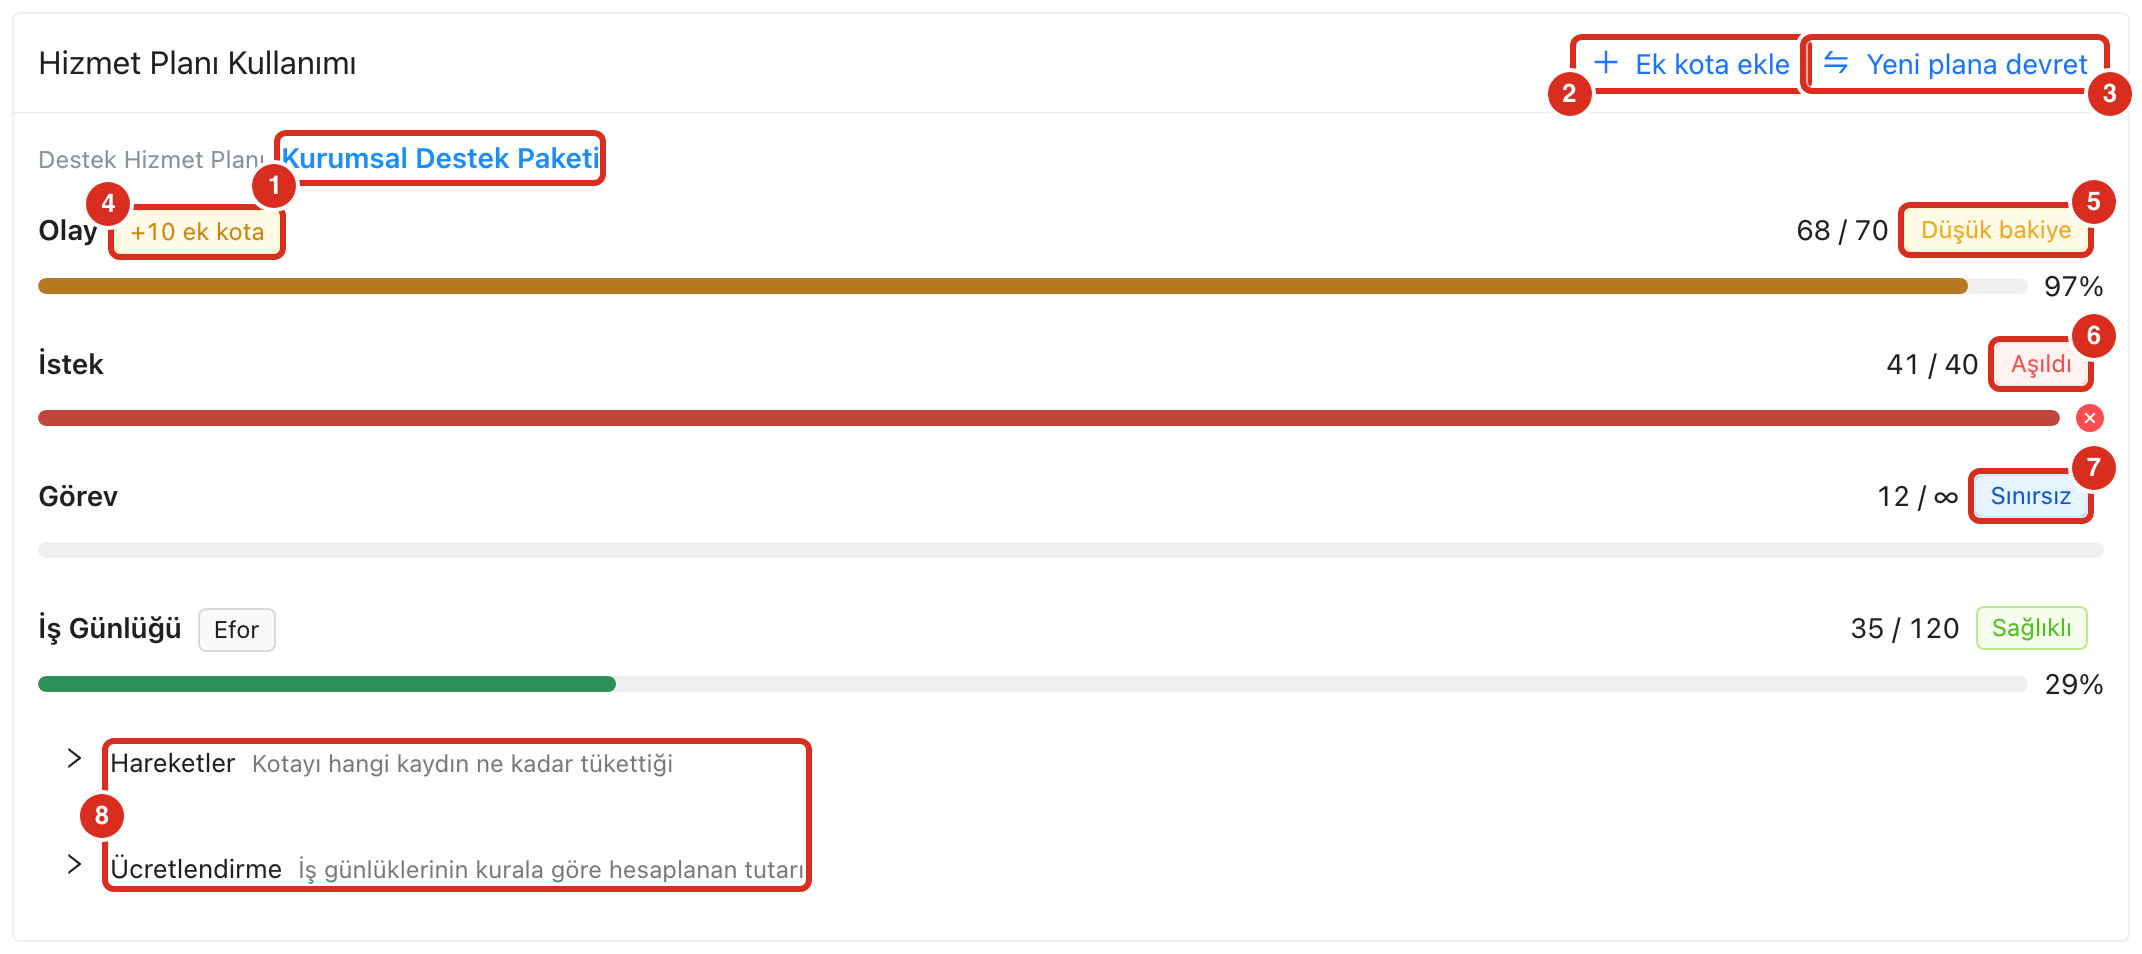 Hizmet Planı Kullanımı
+ Ek kota ekle
Yeni plana devret
2
3
Destek Hizmet Planı Kurumsal Destek Paketi
1
4
Olay +10 ek kota
68 / 70 Düşük bakiye
5
97%
İstek
41 / 40 Aşıldı
6
Görev
12 / ∞ Sınırsız
7
İş Günlüğü Efor
35 / 120 Sağlıklı
29%
Hareketler Kotayı hangi kaydın ne kadar tükettiği
8
Ücretlendirme İş günlüklerinin kurala göre hesaplanan tutarı